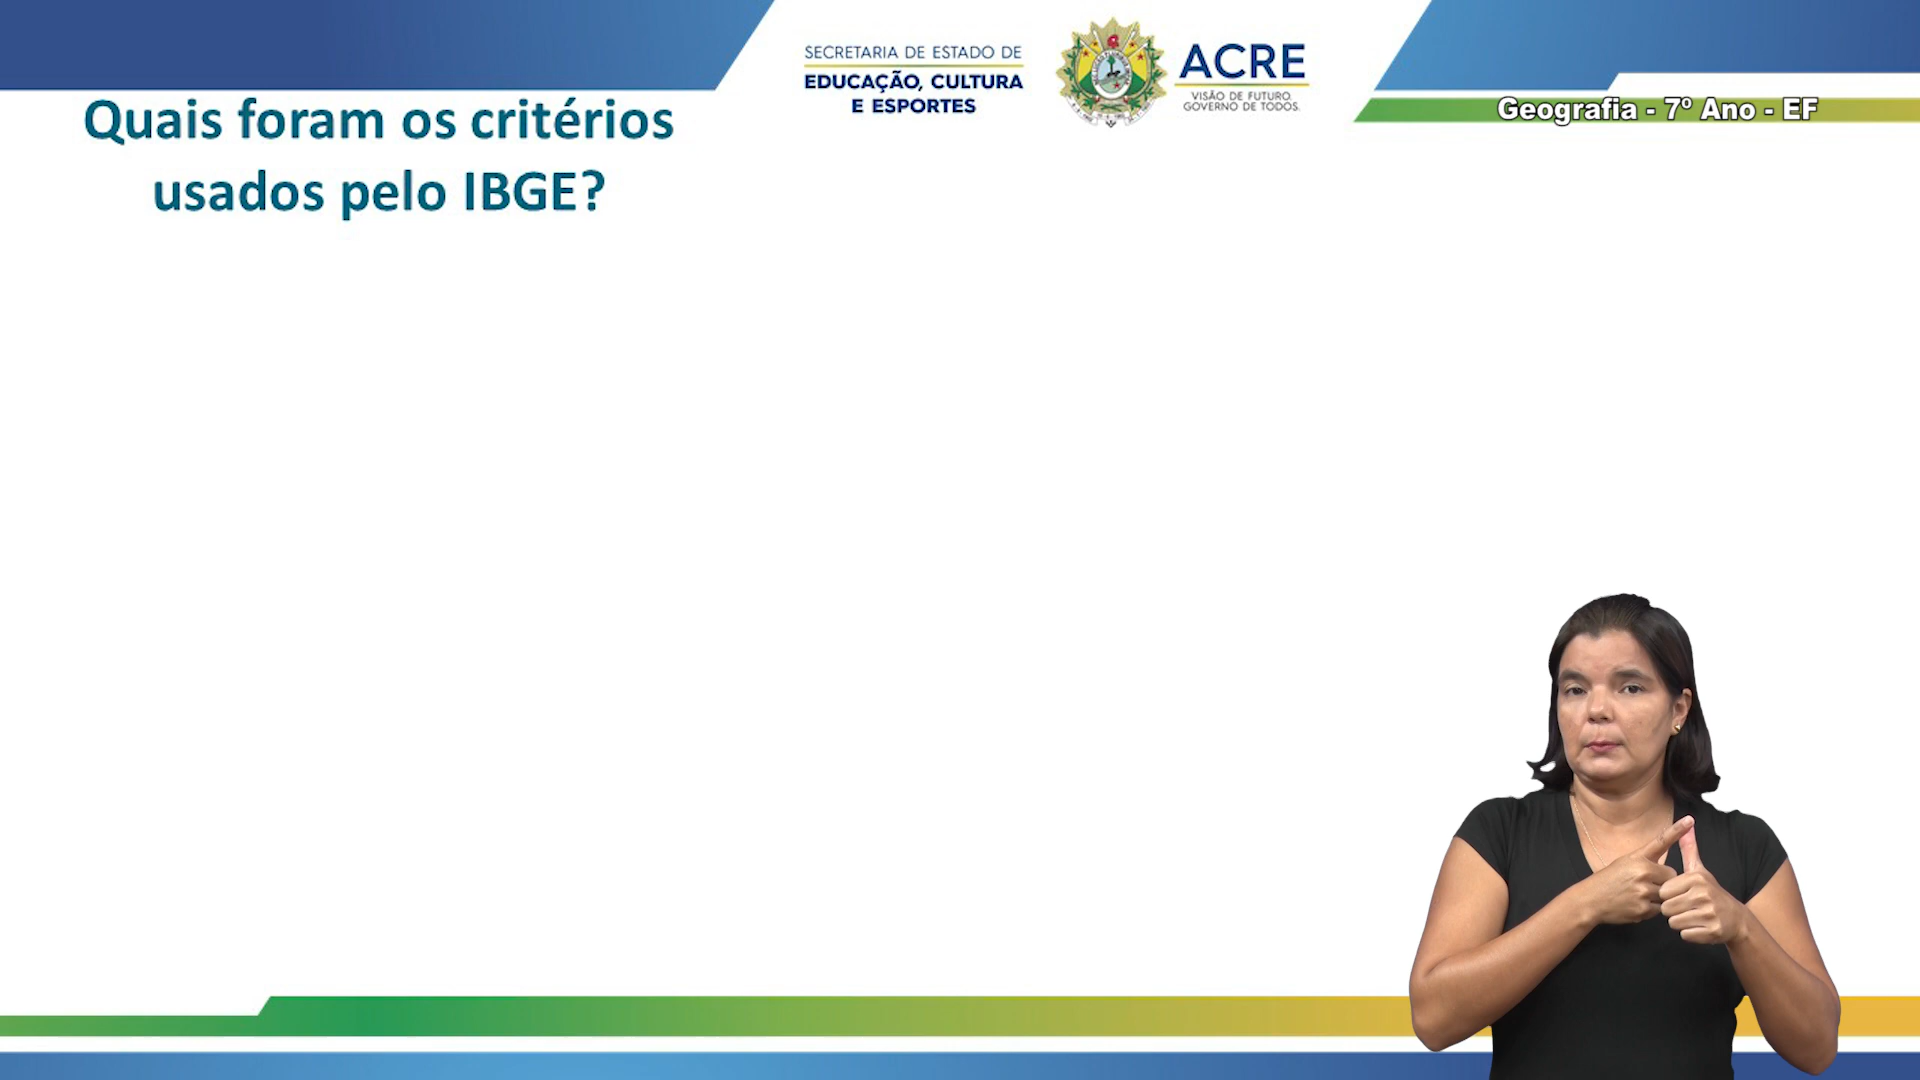 SECRETARIA DE ESTADO DE
EDUCAÇÃO, CULTURA
E ESPORTES
ACRE
VISÃO DE FUTURO.
GOVERNO DE TODOS.
Geografia - 7º Ano - EF
Quais foram os critérios
usados pelo IBGE?